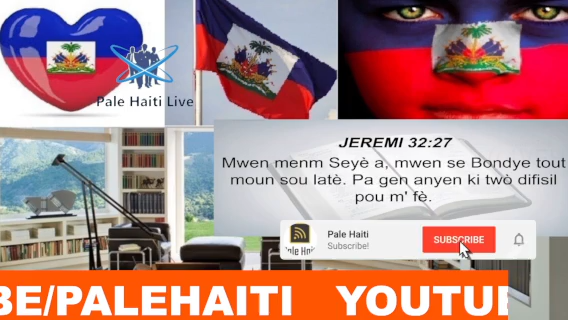 Pale Haiti Live
JEREMI 32:27
Mwen menm Seyè a, mwen se Bondye tout
moun sou latè. Pa gen anyen ki twò difisil
pou m' fè.
Pale Haiti
Subscribe!
SUBSCRIBE
BE/PALEHAITI YOUTU